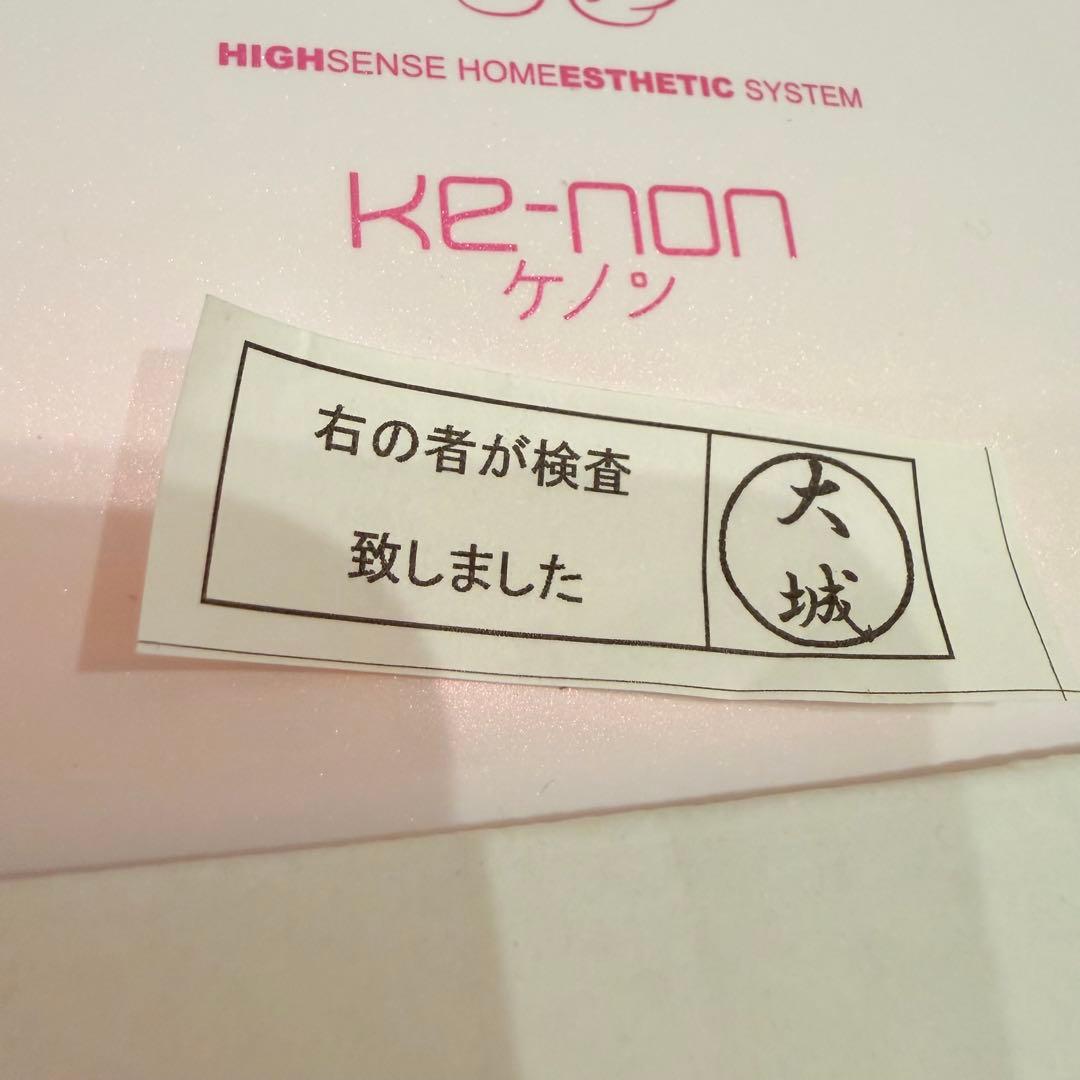 HIGHSENSE HOMEESTHETIC SYSTEM
ke-non
ケノン
右の者が検査
致しました
大城